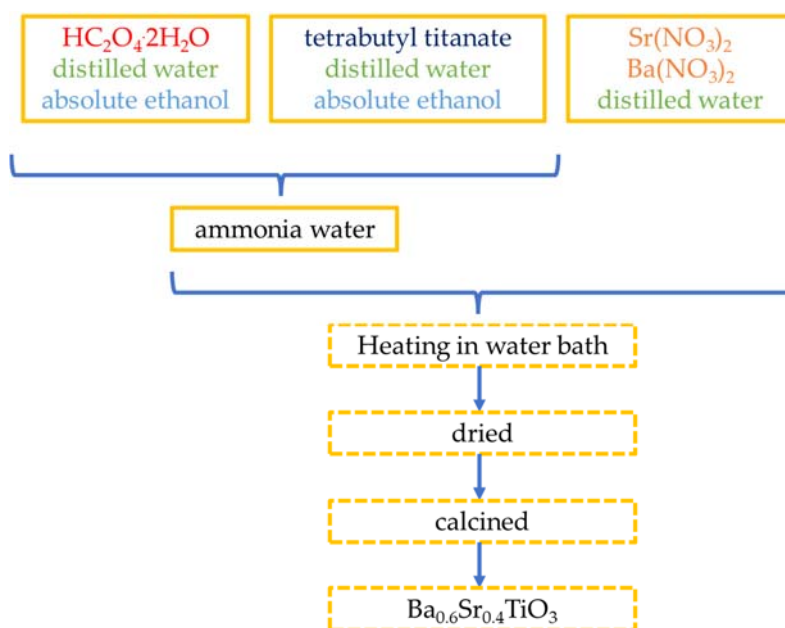 HC₂O₄·2H₂O
distilled water
absolute ethanol
tetrabutyl titanate
distilled water
absolute ethanol
Sr(NO₃)₂
Ba(NO₃)₂
distilled water
ammonia water
Heating in water bath
dried
calcined
Ba₀.₆Sr₀.₄TiO₃